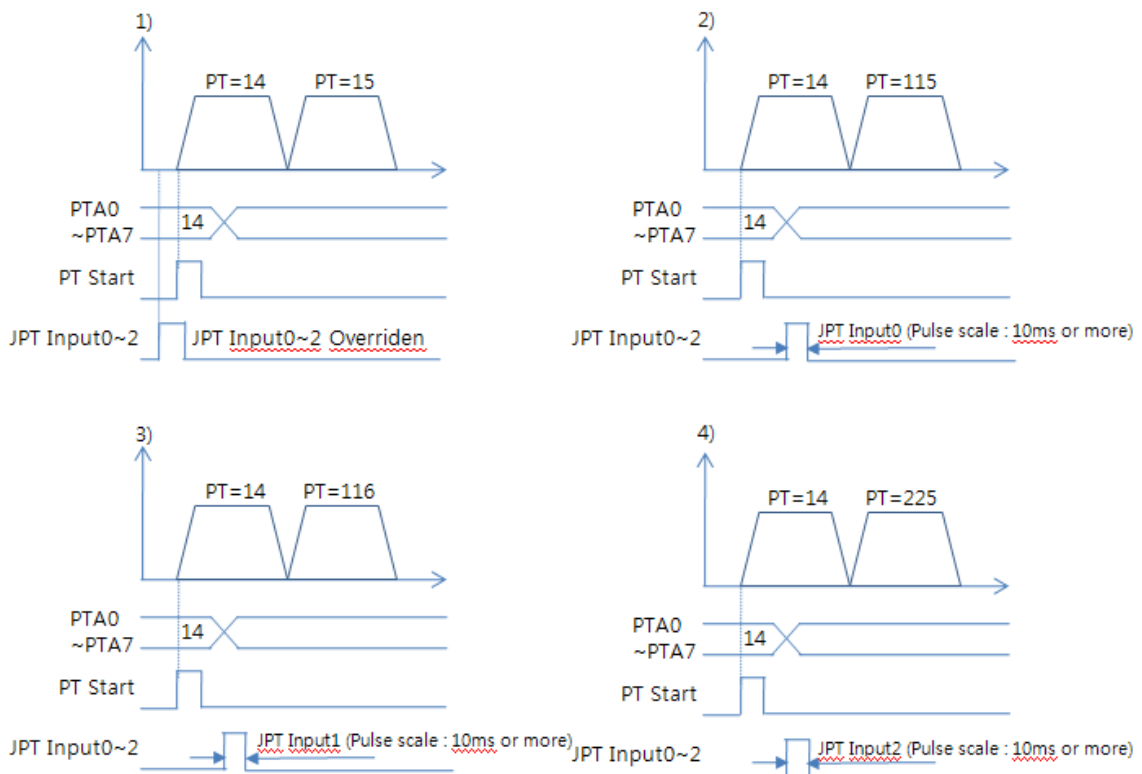 1)
PT=14 PT=15
PTA0
~PTA7
14
PT Start
JPT Input0~2
JPT Input0~2 Overriden
2)
PT=14 PT=115
PTA0
~PTA7
14
PT Start
JPT Input0~2
JPT Input0 (Pulse scale : 10ms or more)
3)
PT=14 PT=116
PTA0
~PTA7
14
PT Start
JPT Input0~2
JPT Input1 (Pulse scale : 10ms or more)
4)
PT=14 PT=225
PTA0
~PTA7
14
PT Start
JPT Input0~2
JPT Input2 (Pulse scale : 10ms or more)